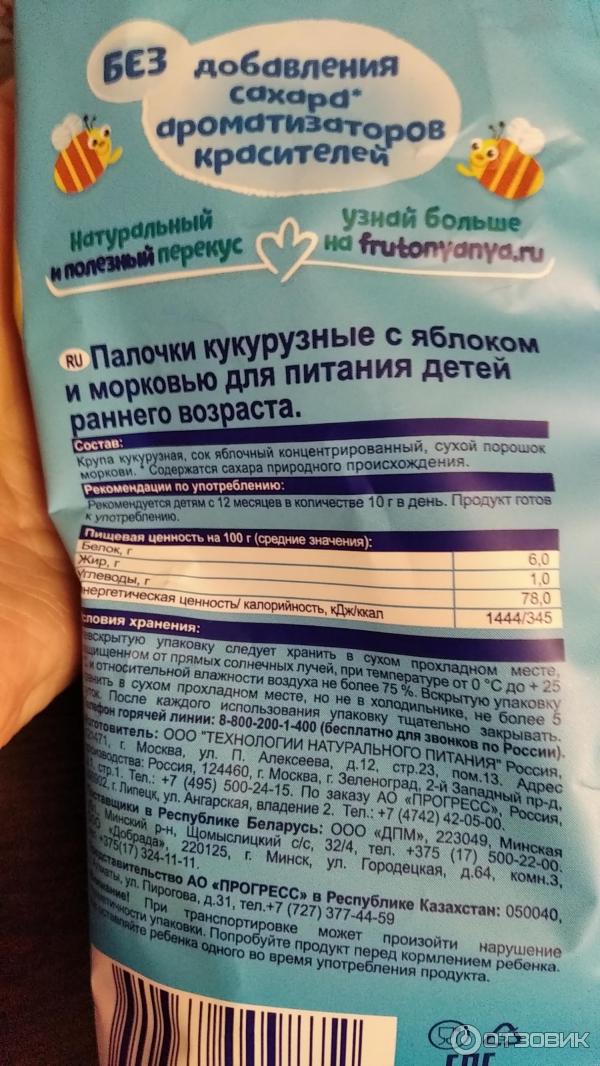 БЕЗ добавления
сахара*
ароматизаторов
красителей
Натуральный
и полезный перекус
узнай больше
на frutonyanya.ru
RU Палочки кукурузные с яблоком
и морковью для питания детей
раннего возраста.
Состав:
Крупа кукурузная, сок яблочный концентрированный, сухой порошок
моркови. * Содержатся сахара природного происхождения.
Рекомендации по употреблению:
Рекомендуется детям с 12 месяцев в количестве 10 г в день. Продукт готов
к употреблению.
Пищевая ценность на 100 г (средние значения):
Белок, г 6,0
Жир, г 1,0
Углеводы, г 78,0
нергетическая ценность/ калорийность, кДж/ккал 1444/345
словия хранения:
евскрытую упаковку следует хранить в сухом прохладном месте,
ащищенном от прямых солнечных лучей, при температуре от 0 °C до + 25
и относительной влажности воздуха не более 75 %. Вскрытую упаковку
ранить в сухом прохладном месте, но не в холодильнике, не более 5
уток. После каждого использования упаковку тщательно закрывать.
елефон горячей линии: 8-800-200-1-400 (бесплатно для звонков по России).
зготовитель: ООО "ТЕХНОЛОГИИ НАТУРАЛЬНОГО ПИТАНИЯ" Россия,
20471, г. Москва, ул. П. Алексеева, д.12, стр.23, пом.13. Адрес
роизводства: Россия, 124460, г. Москва, г. Зеленоград, 2-й Западный пр-д,
стр.1. Тел.: +7 (495) 500-24-15. По заказу АО «ПРОГРЕСС», Россия,
г. Липецк, ул. Ангарская, владение 2. Тел.: +7 (4742) 42-05-00.
оставщики в Республике Беларусь: ООО «ДПМ», 223049, Минская
Минский р-н, Щомыслицкий с/с, 32/4, тел. +375 (17) 500-22-00.
«Добрада», 220125, г. Минск, ул. Городецкая, д.64, комн.3,
+375(17) 324-11-11.
редставительство АО «ПРОГРЕСС» в Республике Казахстан: 050040,
ул. Пирогова, д.31, тел.+7 (727) 377-44-59
При транспортировке может произойти нарушение
упаковки. Попробуйте продукт перед кормлением ребенка.
ребенка одного во время употребления продукта.
ОТЗОВИК